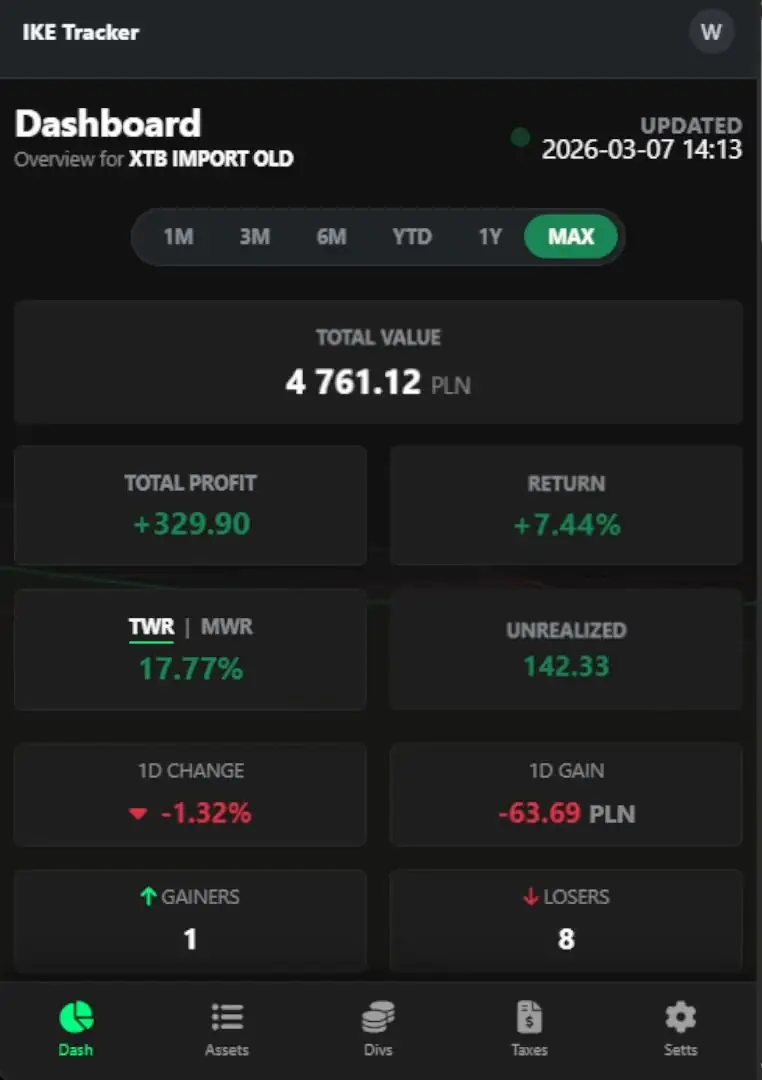 IKE Tracker
W
Dashboard
Overview for XTB IMPORT OLD
UPDATED
2026-03-07 14:13
1M 3M 6M YTD 1Y MAX
TOTAL VALUE
4 761.12 PLN
TOTAL PROFIT
+329.90
RETURN
+7.44%
TWR | MWR
17.77%
UNREALIZED
142.33
1D CHANGE
-1.32%
1D GAIN
-63.69 PLN
GAINERS
1
LOSERS
8
Dash Assets Divs Taxes Setts